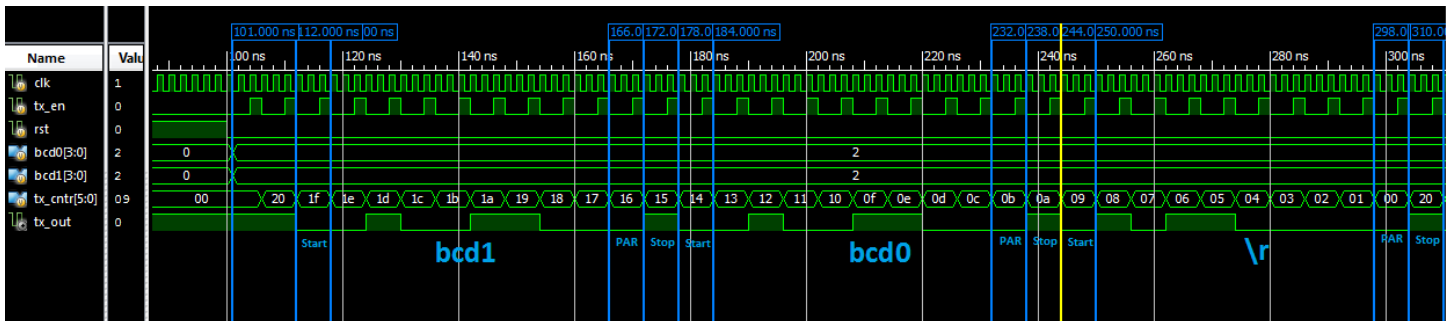 101.000 ns 112.000 ns 00 ns 166.0 172.0 178.0 184.000 ns 232.0 238.0 244.0 250.000 ns 298.0 310.0
Name Valu 100 ns 120 ns 140 ns 160 ns 180 ns 200 ns 220 ns 240 ns 260 ns 280 ns 300 ns
clk 1
tx_en 0
rst 0
bcd0[3:0] 2 0 2
bcd1[3:0] 2 0 2
tx_cntr[5:0] 09 00 20 1f 1e 1d 1c 1b 1a 19 18 17 16 15 14 13 12 11 10 0f 0e 0d 0c 0b 0a 09 08 07 06 05 04 03 02 01 00 20
tx_out 0
Start bcd1 PAR Stop Start bcd0 PAR Stop Start \r PAR Stop